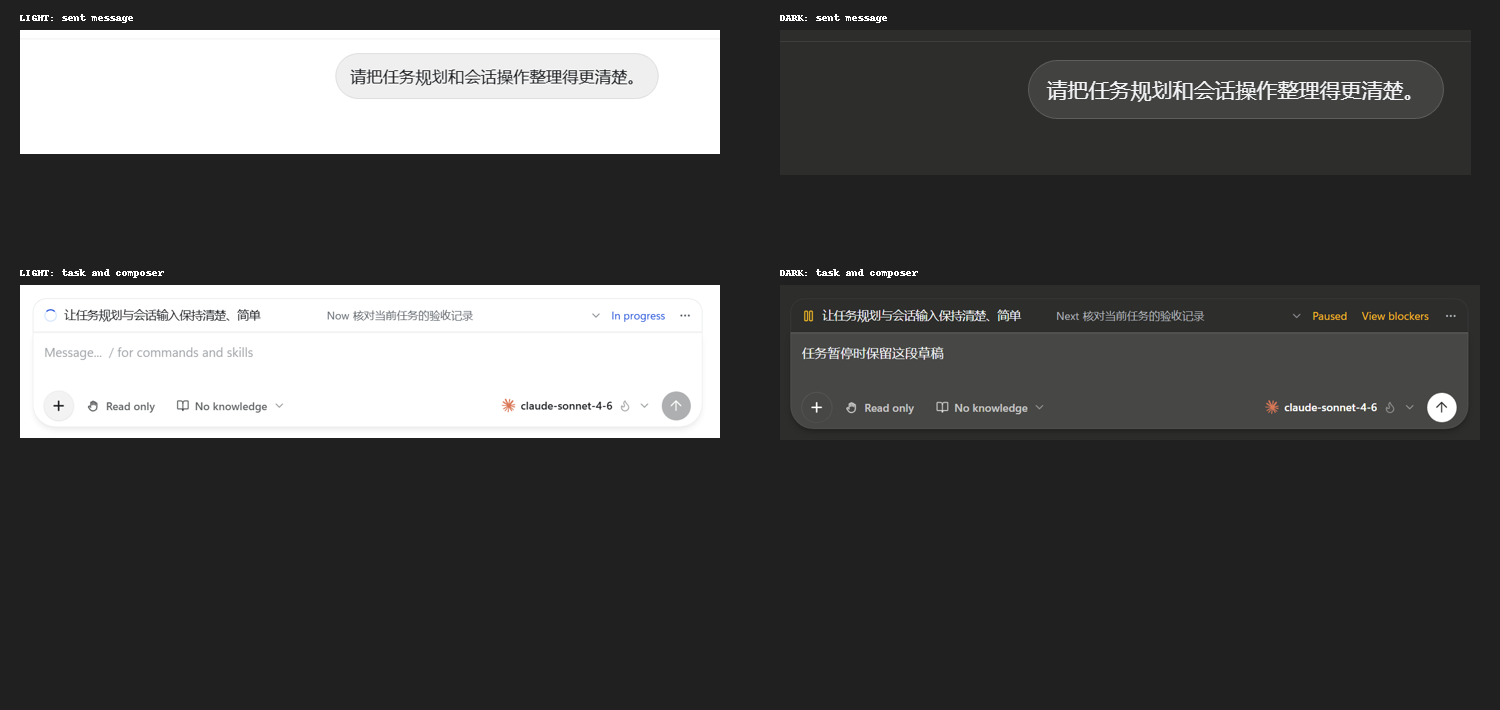 LIGHT: sent message
请把任务规划和会话操作整理得更清楚。
DARK: sent message
请把任务规划和会话操作整理得更清楚。
LIGHT: task and composer
让任务规划与会话输入保持清楚、简单 Now 核对当前任务的验收记录 In progress ···
Message... / for commands and skills
+ Read only No knowledge claude-sonnet-4-6
DARK: task and composer
让任务规划与会话输入保持清楚、简单 Next 核对当前任务的验收记录 Paused View blockers ···
任务暂停时保留这段草稿
+ Read only No knowledge claude-sonnet-4-6